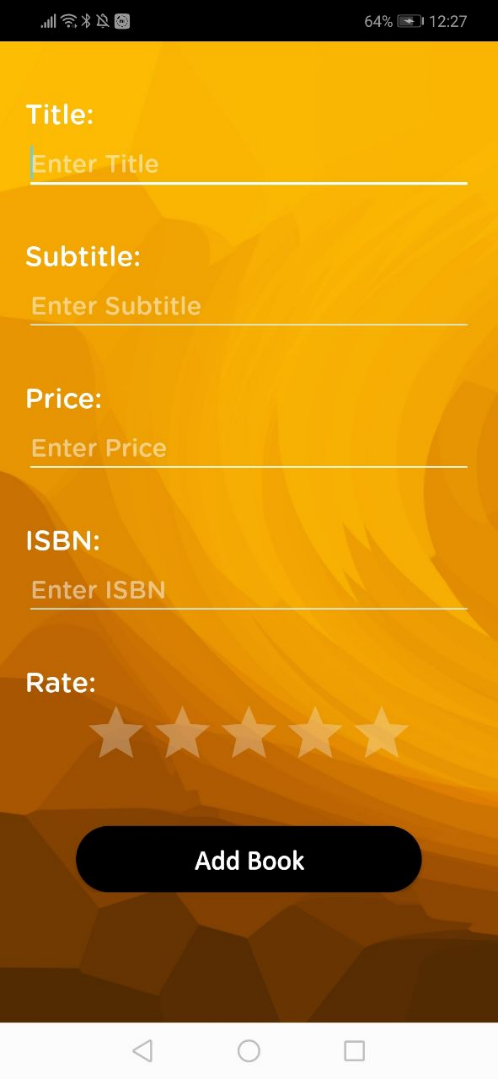 64% 12:27
Title:
Enter Title
Subtitle:
Enter Subtitle
Price:
Enter Price
ISBN:
Enter ISBN
Rate:
Add Book